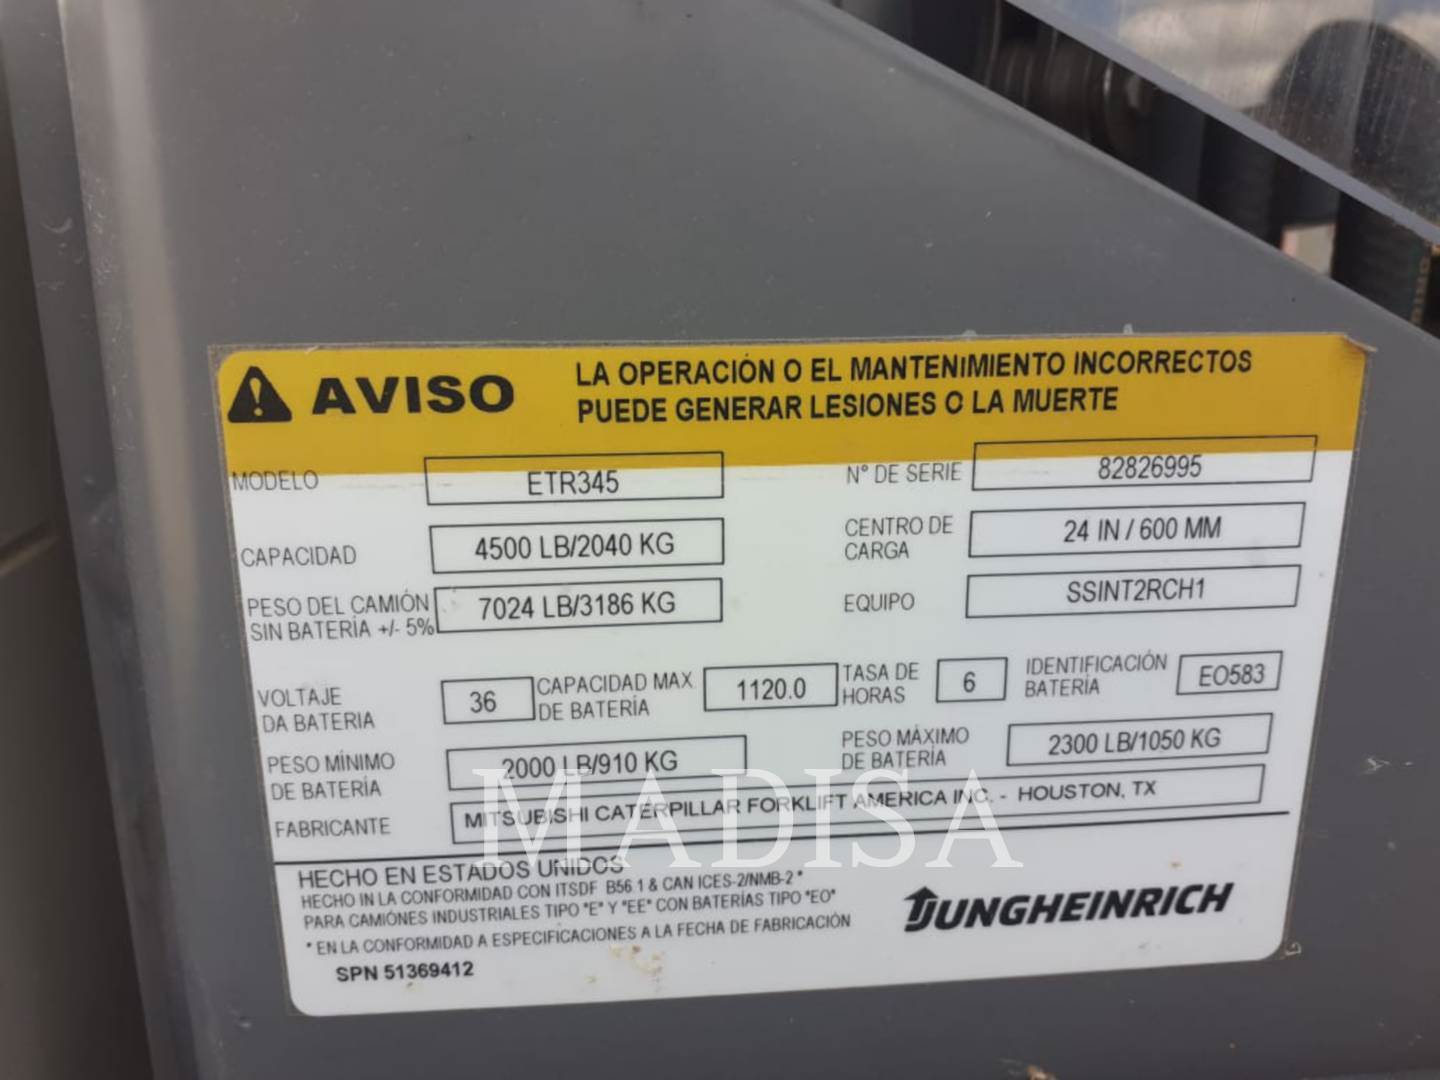 AVISO
LA OPERACIÓN O EL MANTENIMIENTO INCORRECTOS
PUEDE GENERAR LESIONES O LA MUERTE
MODELO ETR345 N° DE SERIE 82826995
CAPACIDAD 4500 LB/2040 KG CENTRO DE CARGA 24 IN / 600 MM
PESO DEL CAMIÓN
SIN BATERÍA +/- 5% 7024 LB/3186 KG EQUIPO SSINT2RCH1
VOLTAJE
DA BATERIA 36 CAPACIDAD MAX
DE BATERÍA 1120.0 TASA DE
HORAS 6 IDENTIFICACIÓN
BATERÍA EO583
PESO MÍNIMO
DE BATERÍA 2000 LB/910 KG PESO MÁXIMO
DE BATERÍA 2300 LB/1050 KG
FABRICANTE MITSUBISHI CATERPILLAR FORKLIFT AMERICA INC. - HOUSTON, TX
MADISA
HECHO EN ESTADOS UNIDOS
HECHO IN LA CONFORMIDAD CON ITSDF B56.1 & CAN ICES-2/NMB-2 *
PARA CAMIÓNES INDUSTRIALES TIPO "E" Y "EE" CON BATERÍAS TIPO "EO"
* EN LA CONFORMIDAD A ESPECIFICACIONES A LA FECHA DE FABRICACIÓN
SPN 51369412
JUNGHEINRICH